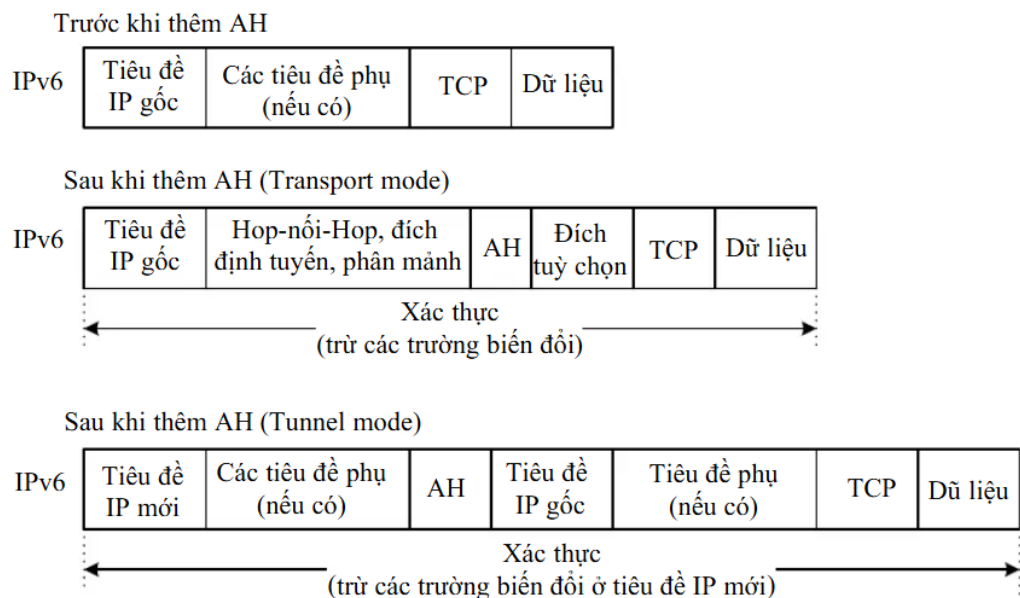 Trước khi thêm AH
IPv6
Tiêu đề
IP gốc
Các tiêu đề phụ
(nếu có)
TCP
Dữ liệu
Sau khi thêm AH (Transport mode)
IPv6
Tiêu đề
IP gốc
Hop-nối-Hop, đích
định tuyến, phân mảnh
AH
Đích
tuỳ chọn
TCP
Dữ liệu
Xác thực
(trừ các trường biến đổi)
Sau khi thêm AH (Tunnel mode)
IPv6
Tiêu đề
IP mới
Các tiêu đề phụ
(nếu có)
AH
Tiêu đề
IP gốc
Tiêu đề phụ
(nếu có)
TCP
Dũ liệu
Xác thực
(trừ các trường biến đổi ở tiêu đề IP mới)